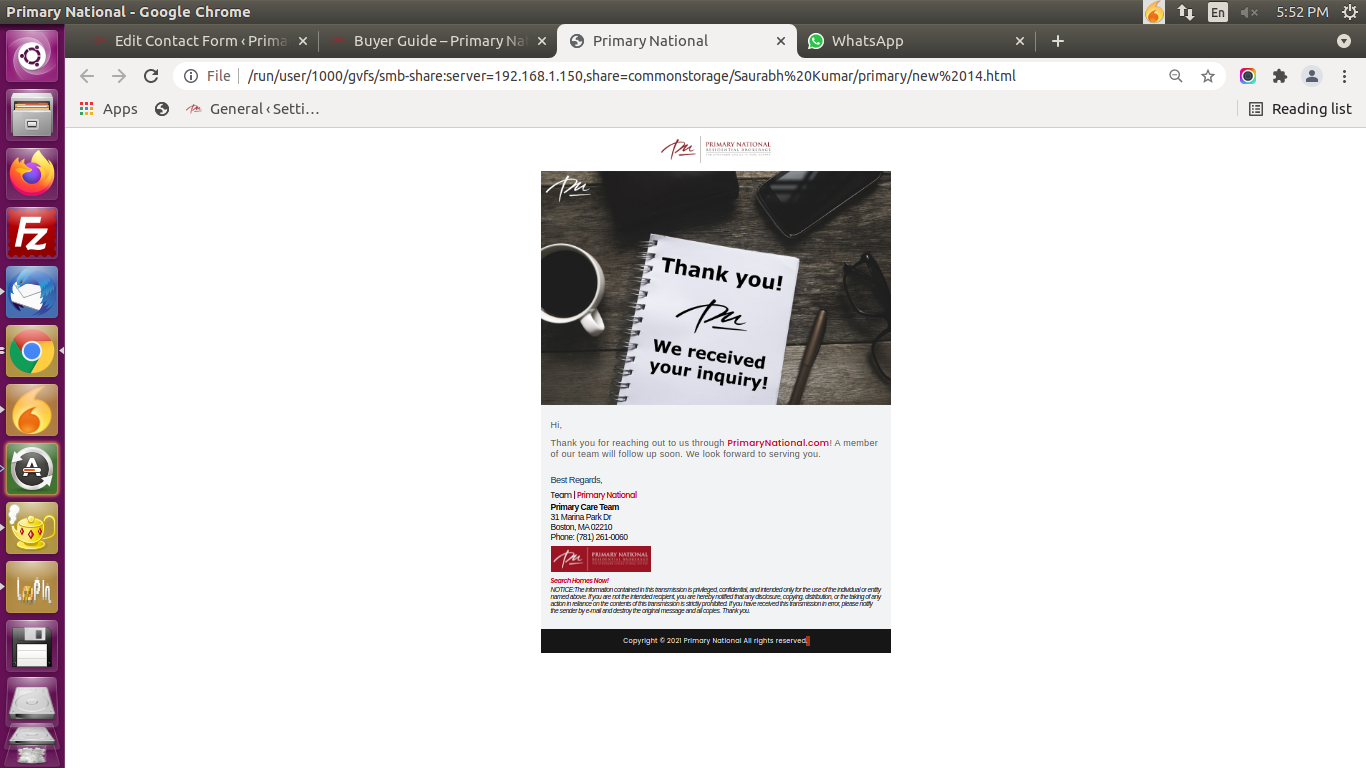 Primary National - Google Chrome
En
5:52 PM
Edit Contact Form ‹ Prima
Buyer Guide – Primary Nat
Primary National
WhatsApp
File
/run/user/1000/gvfs/smb-share:server=192.168.1.150,share=commonstorage/Saurabh%20Kumar/primary/new%2014.html
Apps
General ‹ Setti…
Reading list
PRIMARY NATIONAL
RESIDENTIAL BROKERAGE
Thank you!
We received
your inquiry!
Hi,
Thank you for reaching out to us through PrimaryNational.com! A member
of our team will follow up soon. We look forward to serving you.
Best Regards,
Team | Primary National
Primary Care Team
31 Marina Park Dr
Boston, MA 02210
Phone: (781) 261-0060
PRIMARY NATIONAL
RESIDENTIAL BROKERAGE
Search Homes Now!
NOTICE:The information contained in this transmission is privileged, confidential, and intended only for the use of the individual or entity
named above. If you are not the intended recipient, you are hereby notified that any disclosure, copying, distribution, or the taking of any
action in reliance on the contents of this transmission is strictly prohibited. If you have received this transmission in error, please notify
the sender by e-mail and destroy the original message and all copies. Thank you.
Copyright © 2021 Primary National All rights reserved.